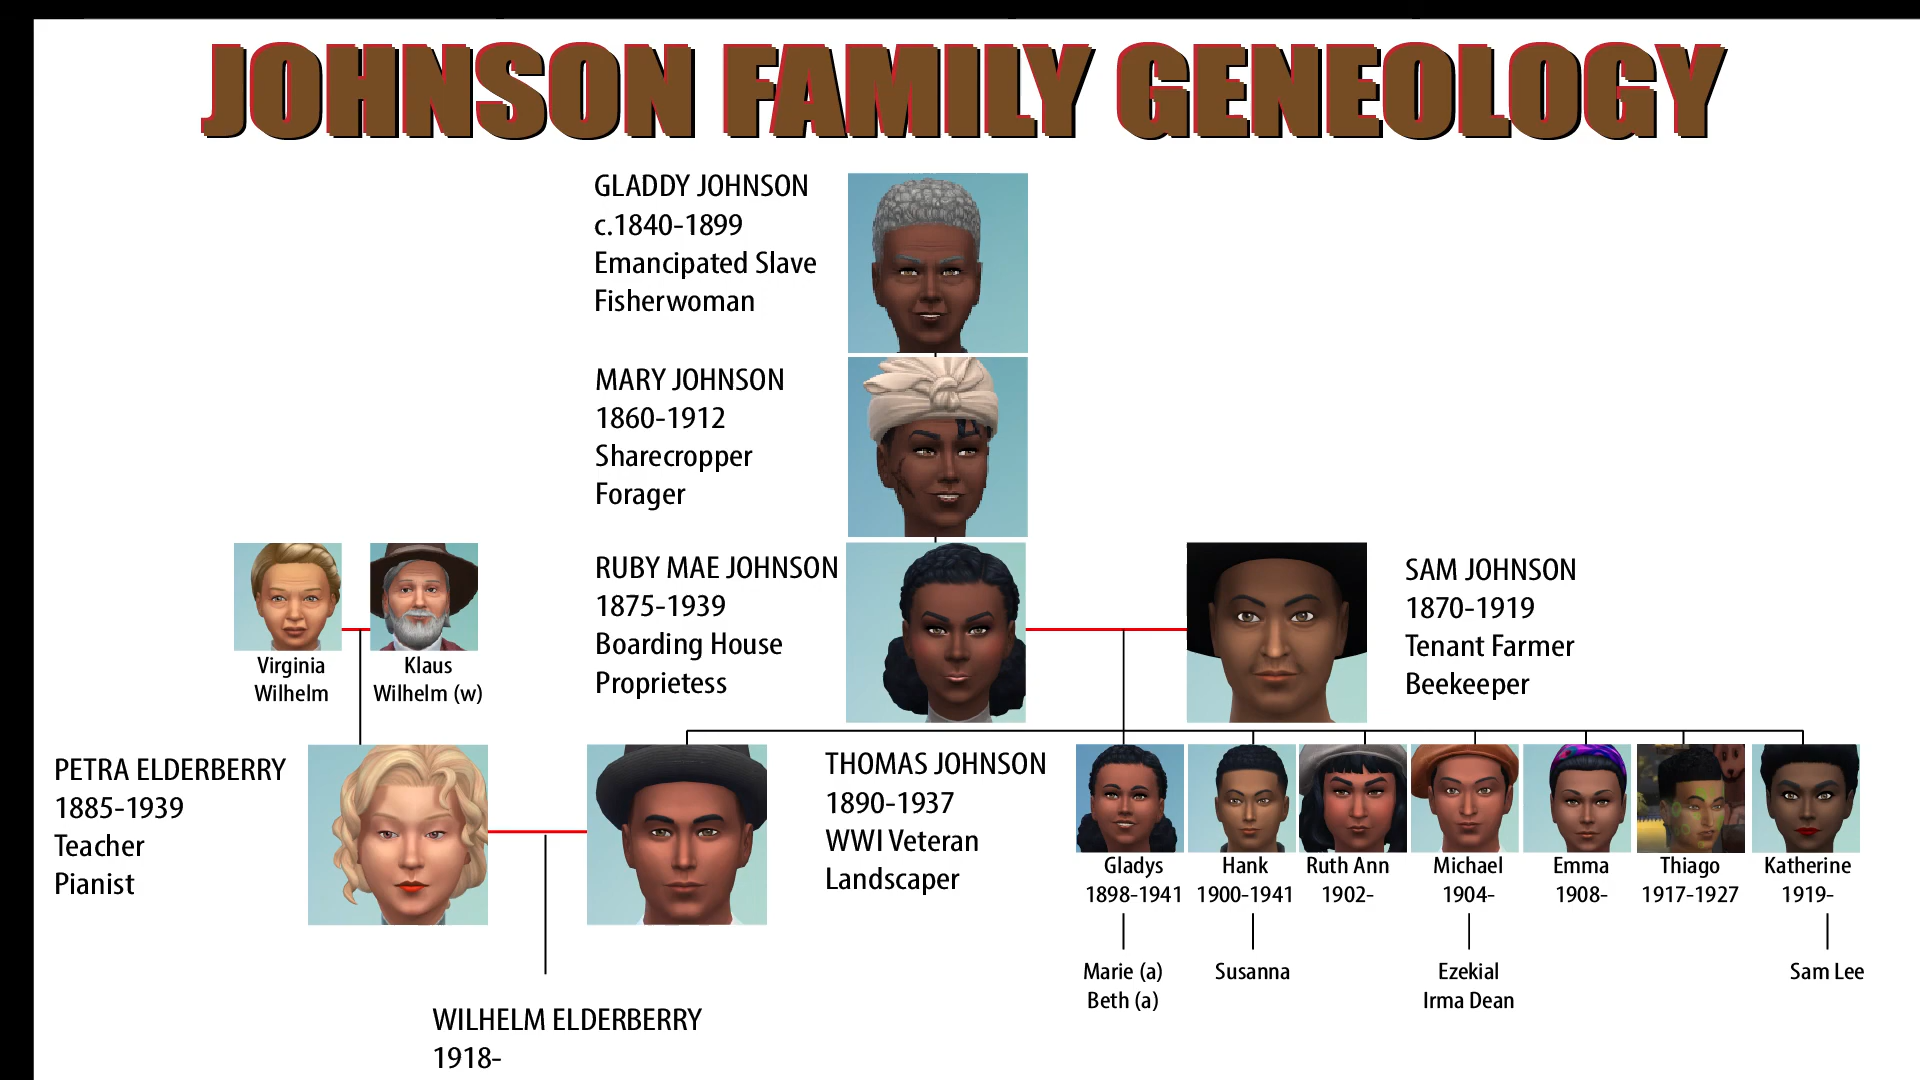 JOHNSON FAMILY GENEOLOGY
GLADDY JOHNSON
c.1840-1899
Emancipated Slave
Fisherwoman
MARY JOHNSON
1860-1912
Sharecropper
Forager
Virginia
Wilhelm
Klaus
Wilhelm (w)
RUBY MAE JOHNSON
1875-1939
Boarding House
Proprietess
SAM JOHNSON
1870-1919
Tenant Farmer
Beekeeper
PETRA ELDERBERRY
1885-1939
Teacher
Pianist
THOMAS JOHNSON
1890-1937
WWI Veteran
Landscaper
Gladys
1898-1941
Hank
1900-1941
Ruth Ann
1902-
Michael
1904-
Emma
1908-
Thiago
1917-1927
Katherine
1919-
Marie (a)
Beth (a)
Susanna
Ezekial
Irma Dean
Sam Lee
WILHELM ELDERBERRY
1918-